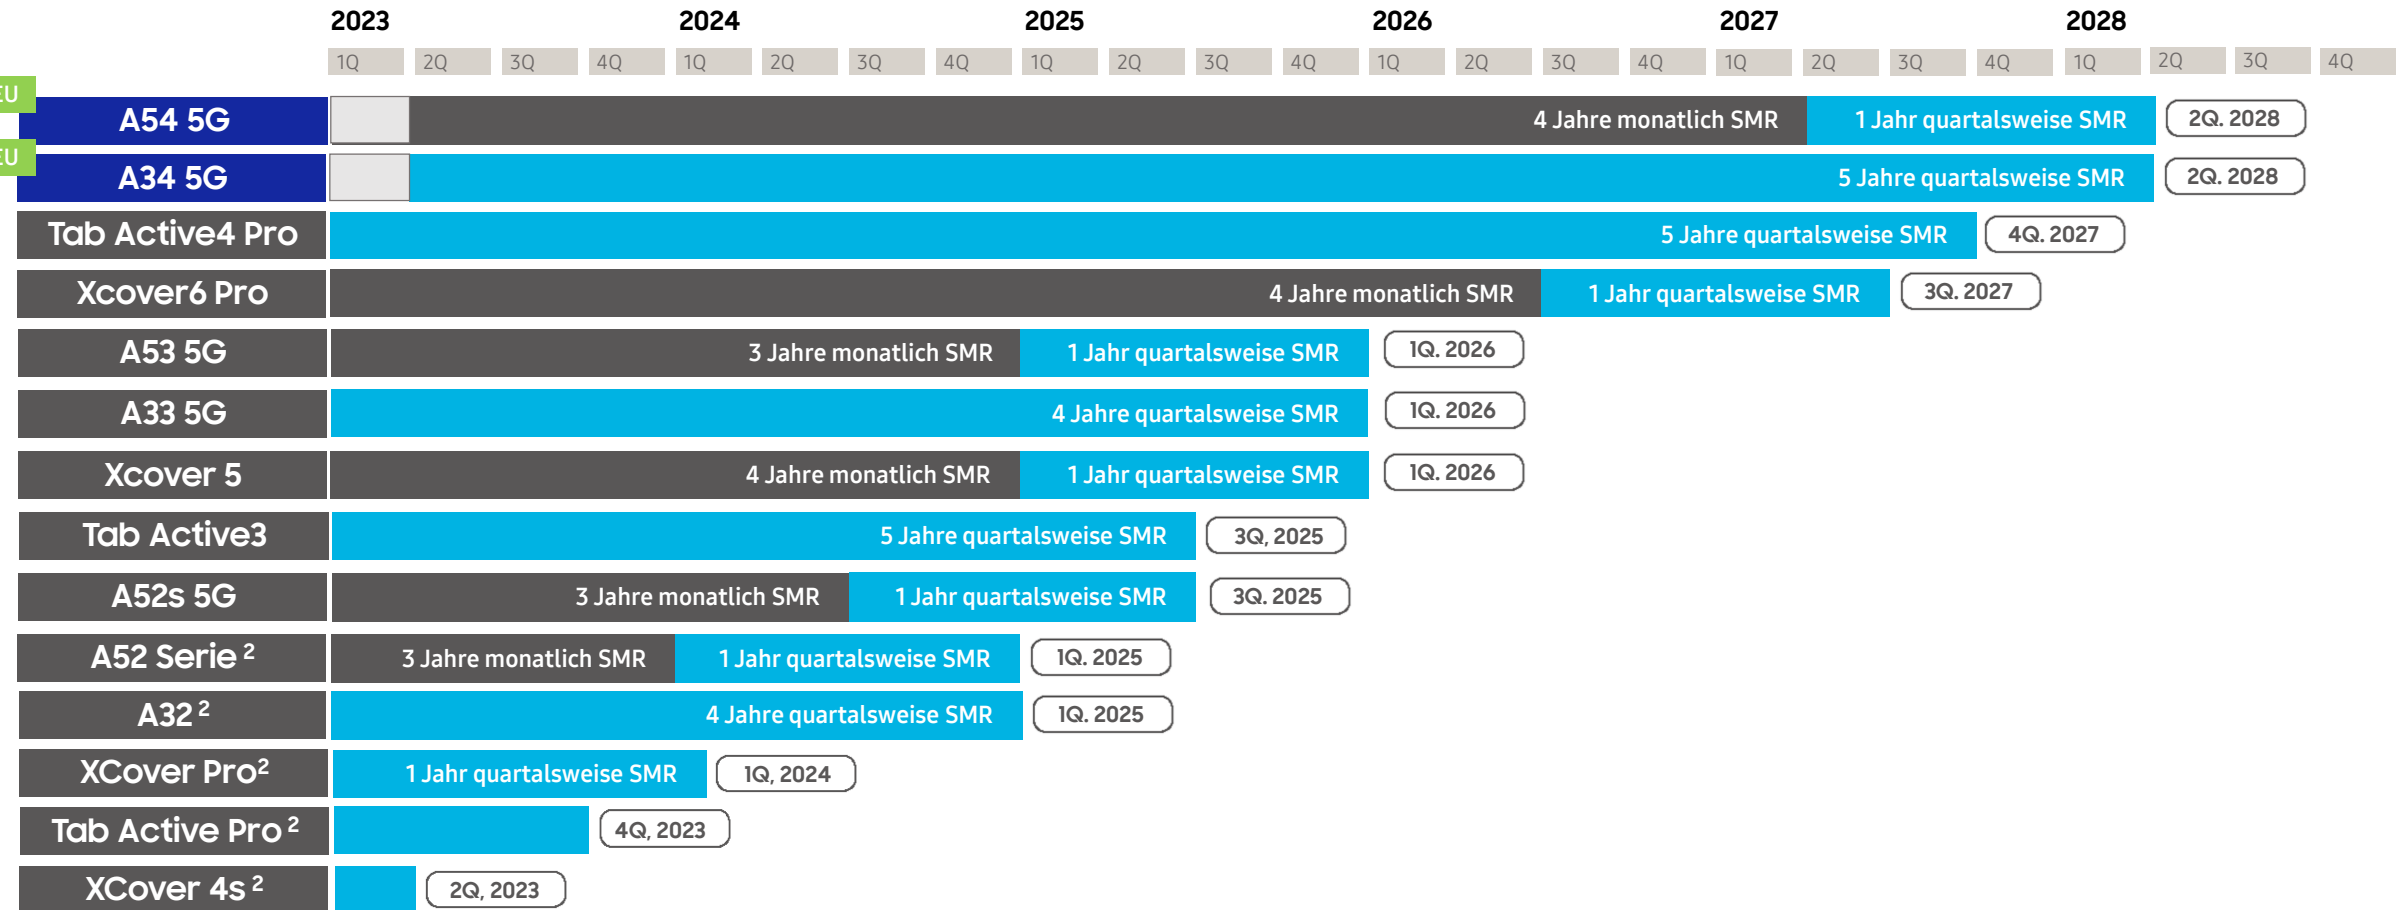 2023 2024 2025 2026 2027 2028
1Q 2Q 3Q 4Q 1Q 2Q 3Q 4Q 1Q 2Q 3Q 4Q 1Q 2Q 3Q 4Q 1Q 2Q 3Q 4Q 1Q 2Q 3Q 4Q
EU
A54 5G 4 Jahre monatlich SMR 1 Jahr quartalsweise SMR 2Q. 2028
EU
A34 5G 5 Jahre quartalsweise SMR 2Q. 2028
Tab Active4 Pro 5 Jahre quartalsweise SMR 4Q. 2027
Xcover6 Pro 4 Jahre monatlich SMR 1 Jahr quartalsweise SMR 3Q. 2027
A53 5G 3 Jahre monatlich SMR 1 Jahr quartalsweise SMR 1Q. 2026
A33 5G 4 Jahre quartalsweise SMR 1Q. 2026
Xcover 5 4 Jahre monatlich SMR 1 Jahr quartalsweise SMR 1Q. 2026
Tab Active3 5 Jahre quartalsweise SMR 3Q, 2025
A52s 5G 3 Jahre monatlich SMR 1 Jahr quartalsweise SMR 3Q. 2025
A52 Serie 2 3 Jahre monatlich SMR 1 Jahr quartalsweise SMR 1Q. 2025
A32 2 4 Jahre quartalsweise SMR 1Q. 2025
XCover Pro2 1 Jahr quartalsweise SMR 1Q, 2024
Tab Active Pro 2 4Q, 2023
XCover 4s 2 2Q, 2023